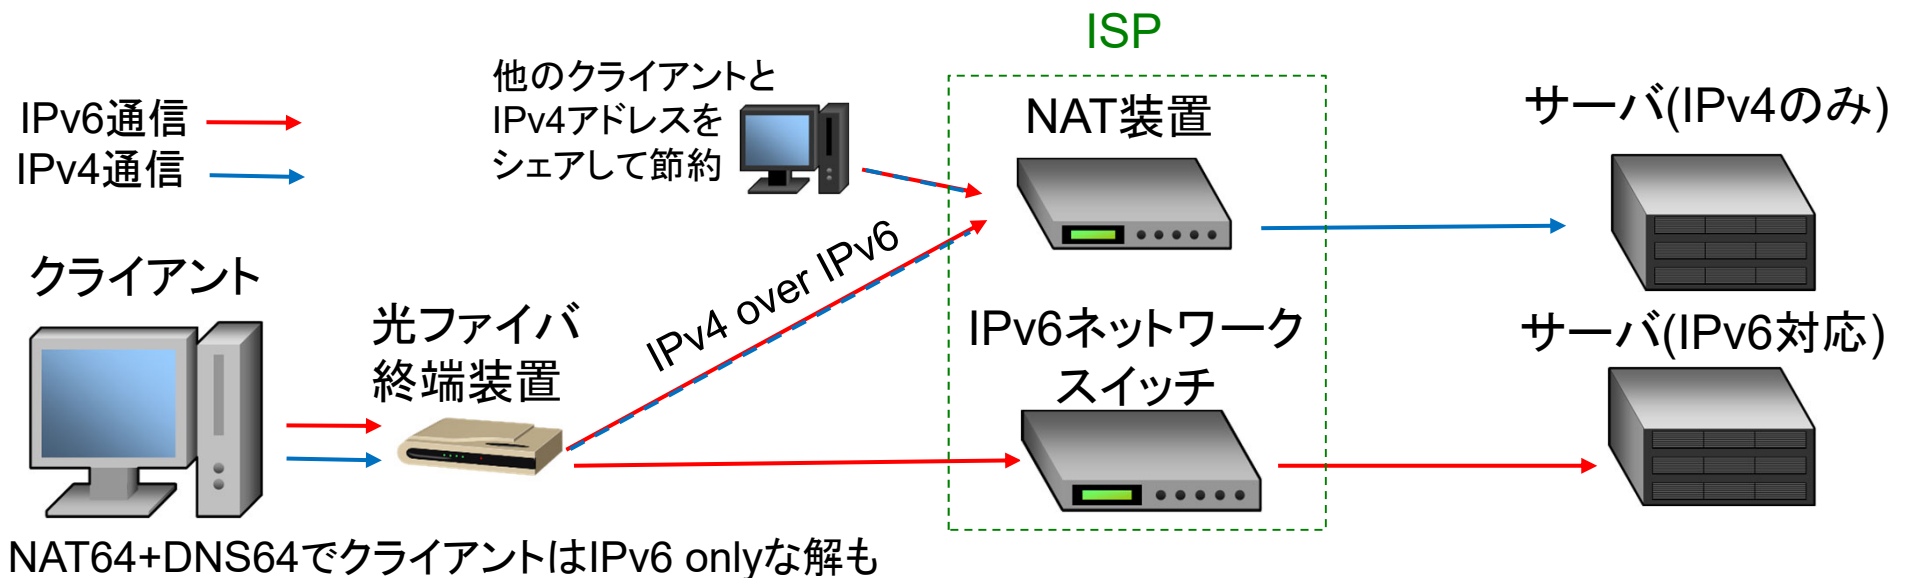 ISP
他のクライアントと
IPv4アドレスを
シェアして節約
IPv6通信
IPv4通信
NAT装置
サーバ(IPv4のみ)
クライアント
光ファイバ
終端装置
IPv4 over IPv6
IPv6ネットワーク
スイッチ
サーバ(IPv6対応)
NAT64+DNS64でクライアントはIPv6 onlyな解も